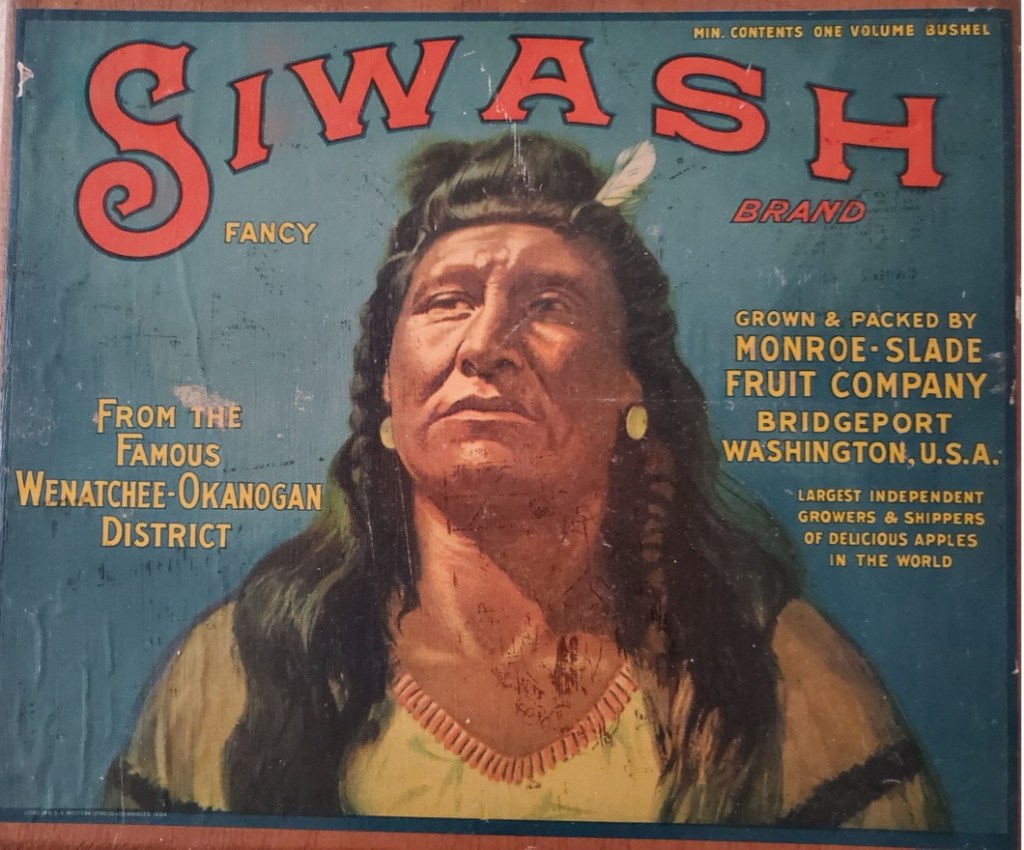 MIN. CONTENTS ONE VOLUME BUSHEL
SIWASH
BRAND
FANCY
GROWN & PACKED BY
MONROE-SLADE
FRUIT COMPANY
BRIDGEPORT
WASHINGTON, U.S.A.
FROM THE
FAMOUS
WENATCHEE-OKANOGAN
DISTRICT
LARGEST INDEPENDENT
GROWERS & SHIPPERS
OF DELICIOUS APPLES
IN THE WORLD